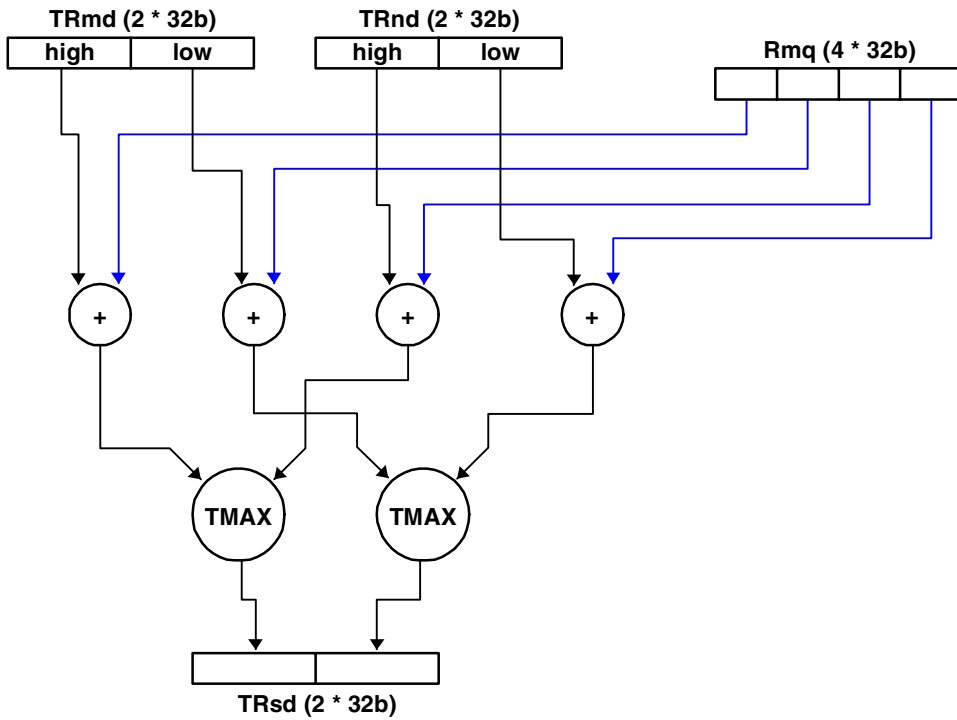 TRmd (2 * 32b) TRnd (2 * 32b)
high low high low Rmq (4 * 32b)
+ + + +
TMAX TMAX
TRsd (2 * 32b)